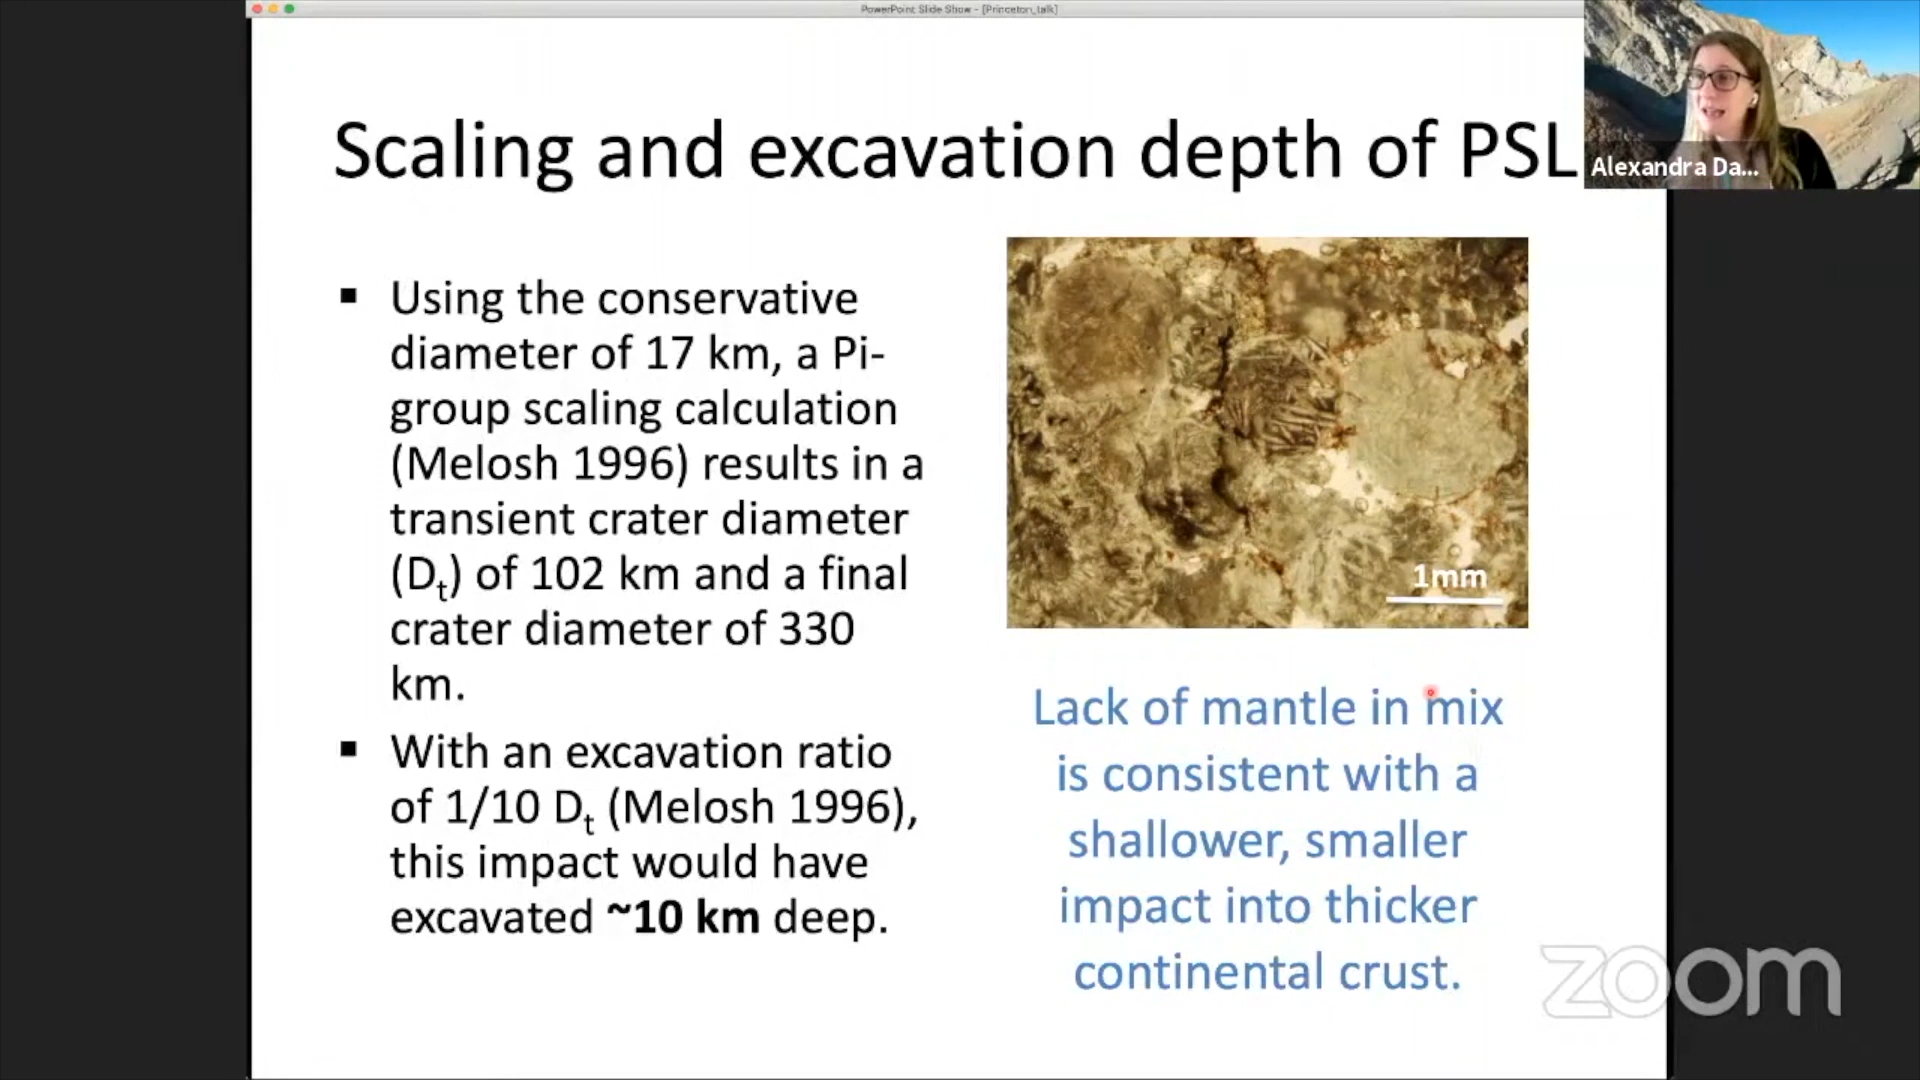 PowerPoint Slide Show - [Princeton_talk]
Scaling and excavation depth of PSL
Alexandra Da...
▪ Using the conservative
diameter of 17 km, a Pi-
group scaling calculation
(Melosh 1996) results in a
transient crater diameter
(Dt) of 102 km and a final
crater diameter of 330
km.
▪ With an excavation ratio
of 1/10 Dt (Melosh 1996),
this impact would have
excavated ~10 km deep.
1mm
Lack of mantle in mix
is consistent with a
shallower, smaller
impact into thicker
continental crust.
zoom